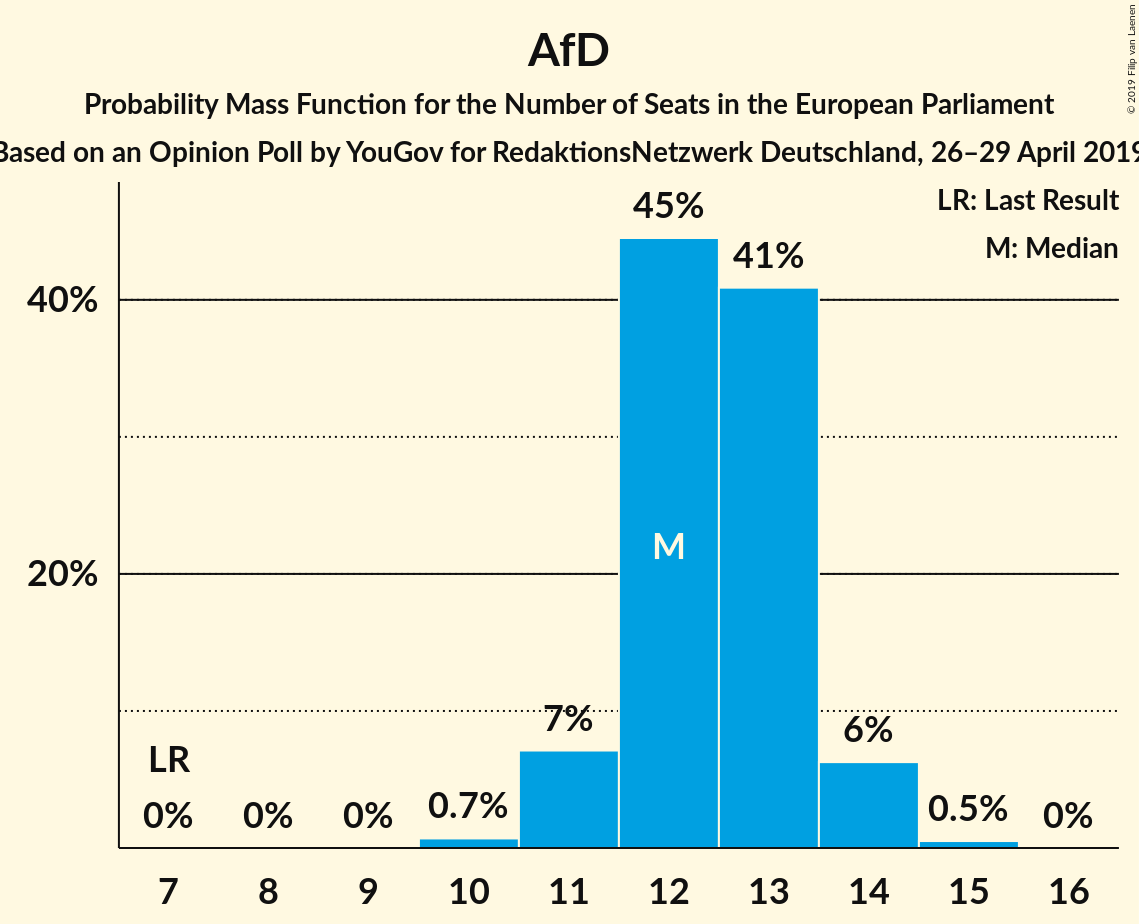 AfD
Probability Mass Function for the Number of Seats in the European Parliament
Based on an Opinion Poll by YouGov for RedaktionsNetzwerk Deutschland, 26–29 April 2019
© 2019 Filip van Laenen
LR: Last Result
M: Median
45%
41%
40%
M
20%
7%
6%
LR
0%
0%
0%
0.7%
0.5%
0%
7 8 9 10 11 12 13 14 15 16